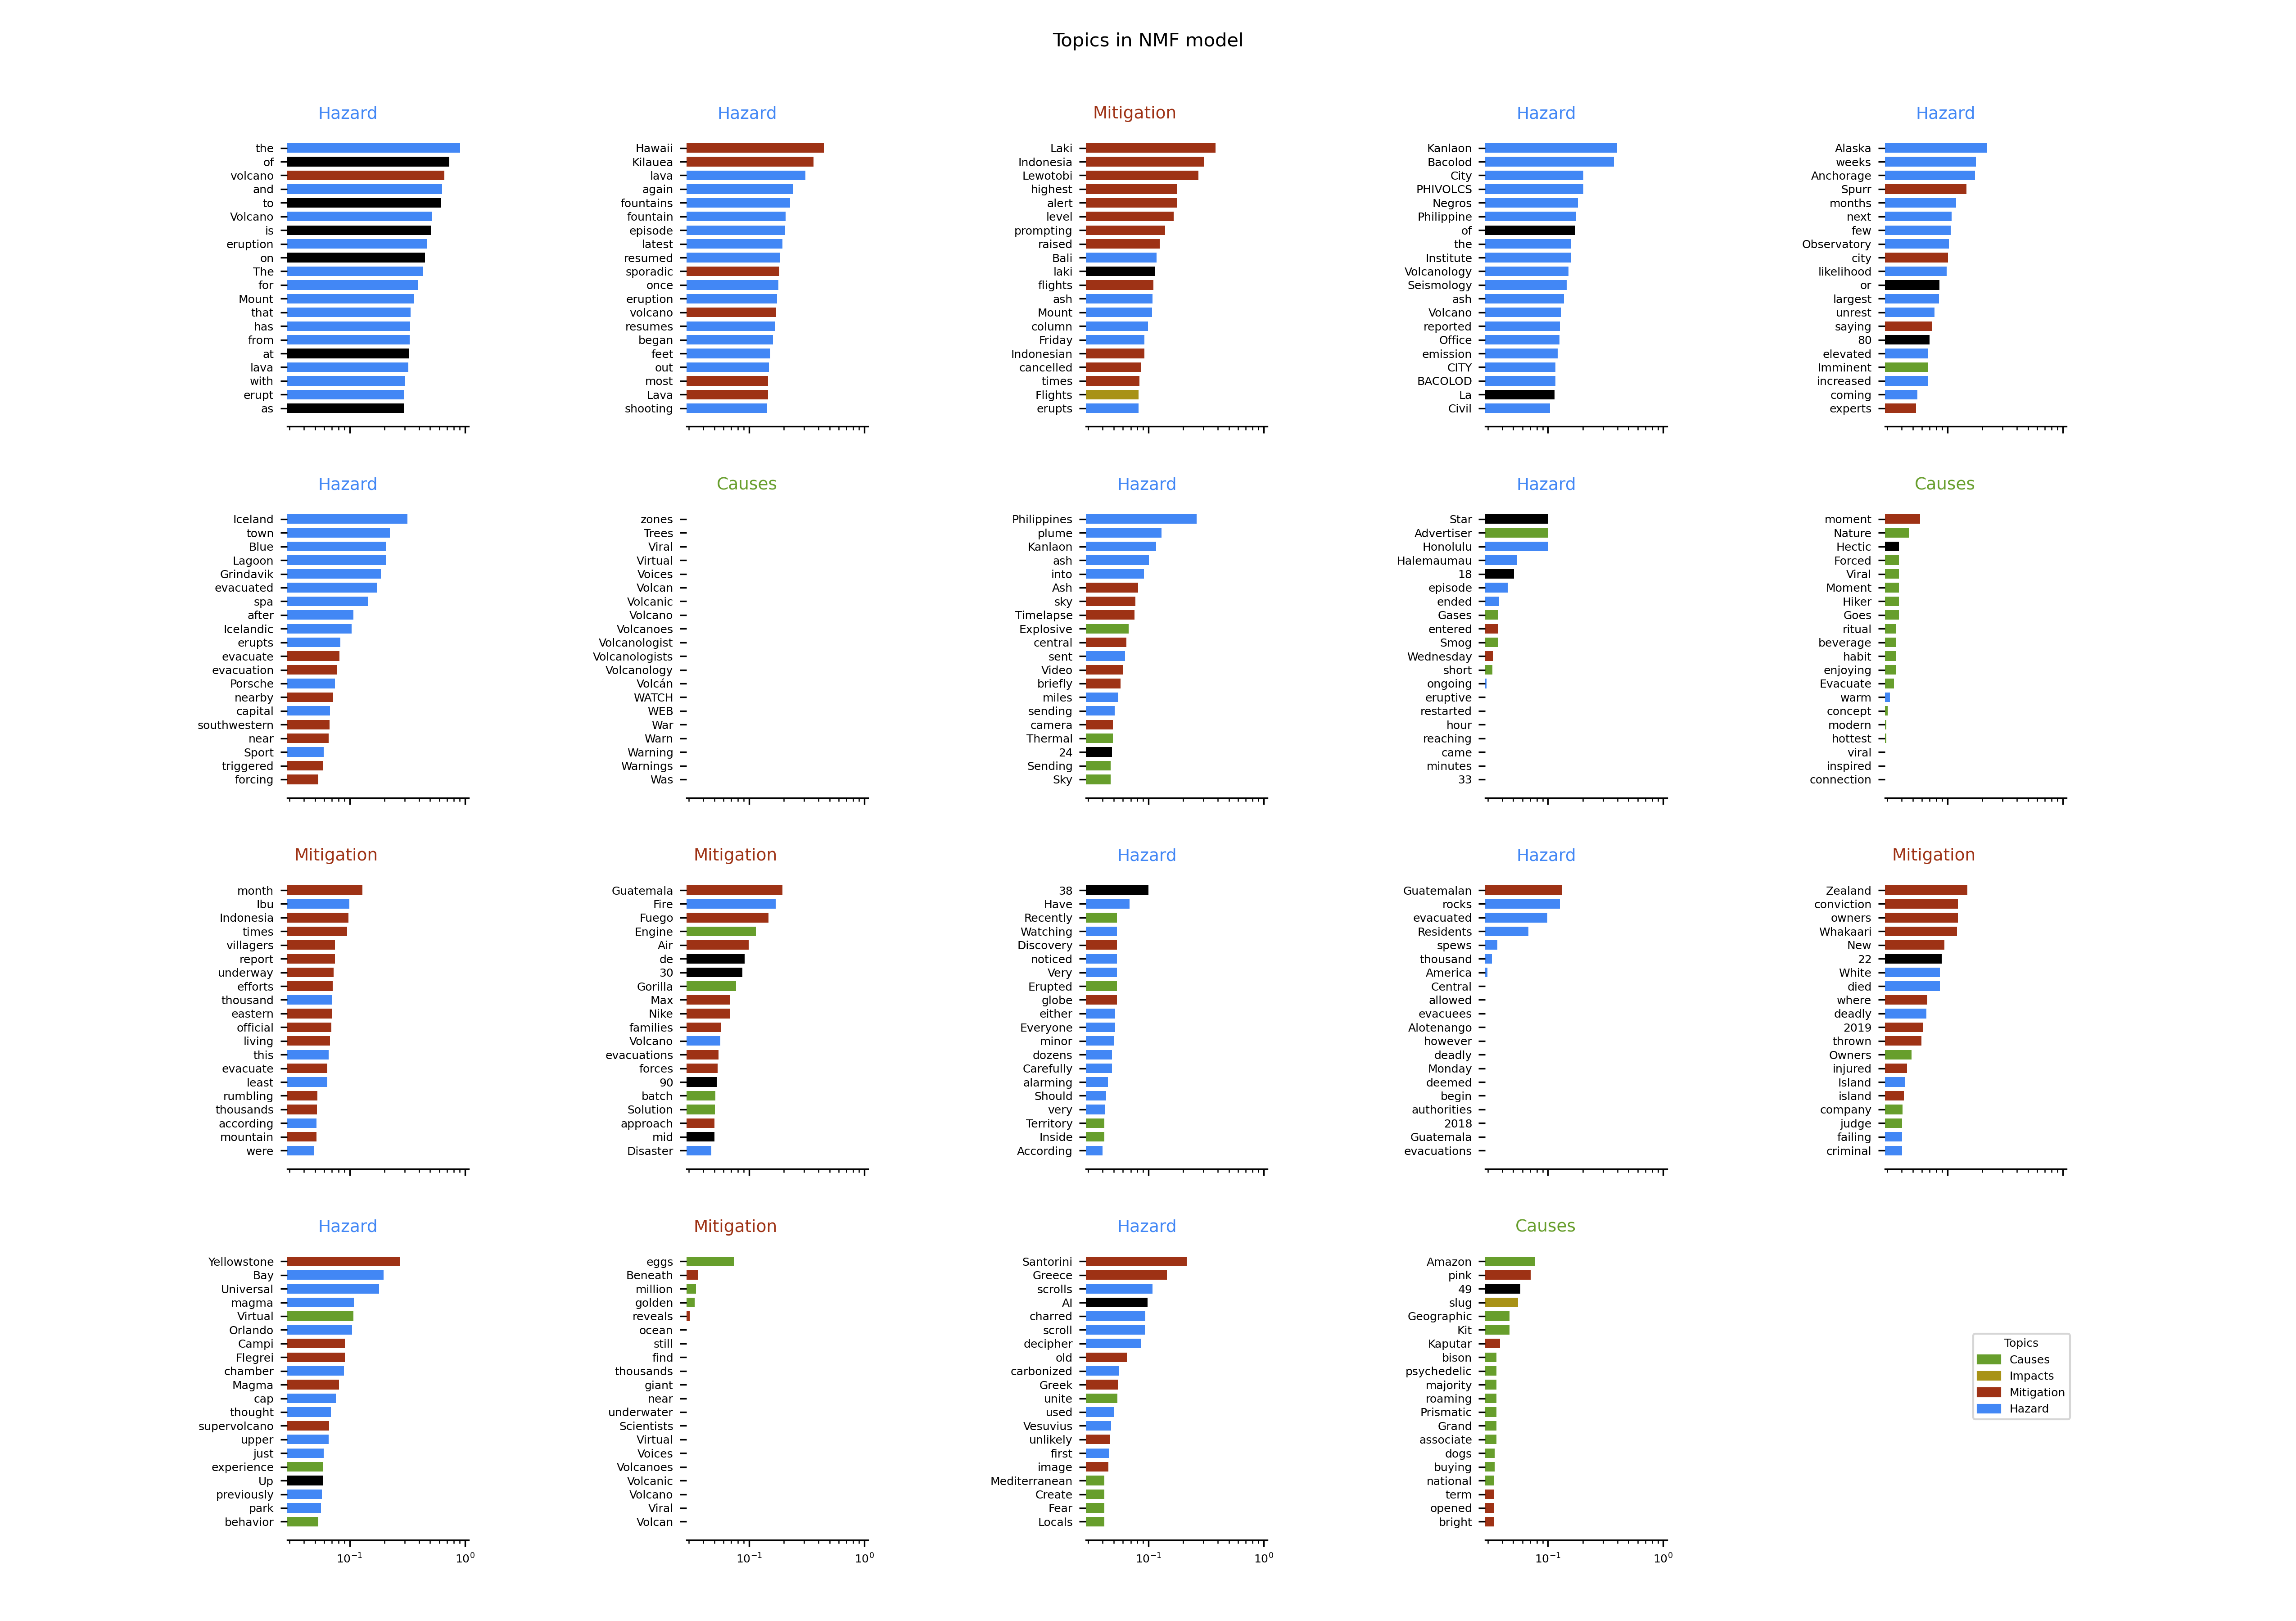 Topics in NMF model
Hazard
the
of
volcano
and
to
Volcano
is
eruption
on
The
for
Mount
that
has
from
at
lava
with
erupt
as
Hazard
Hawaii
Kilauea
lava
again
fountains
fountain
episode
latest
resumed
sporadic
once
eruption
volcano
resumes
began
feet
out
most
Lava
shooting
Mitigation
Laki
Indonesia
Lewotobi
highest
alert
level
prompting
raised
Bali
laki
flights
ash
Mount
column
Friday
Indonesian
cancelled
times
Flights
erupts
Hazard
Kanlaon
Bacolod
City
PHIVOLCS
Negros
Philippine
of
the
Institute
Volcanology
Seismology
ash
Volcano
reported
Office
emission
CITY
BACOLOD
La
Civil
Hazard
Alaska
weeks
Anchorage
Spurr
months
next
few
Observatory
city
likelihood
or
largest
unrest
saying
80
elevated
Imminent
increased
coming
experts
Hazard
Iceland
town
Blue
Lagoon
Grindavik
evacuated
spa
after
Icelandic
erupts
evacuate
evacuation
Porsche
nearby
capital
southwestern
near
Sport
triggered
forcing
Causes
zones
Trees
Viral
Virtual
Voices
Volcan
Volcanic
Volcano
Volcanoes
Volcanologist
Volcanologists
Volcanology
Volcán
WATCH
WEB
War
Warn
Warning
Warnings
Was
Hazard
Philippines
plume
Kanlaon
ash
into
Ash
sky
Timelapse
Explosive
central
sent
Video
briefly
miles
sending
camera
Thermal
24
Sending
Sky
Hazard
Star
Advertiser
Honolulu
Halemaumau
18
episode
ended
Gases
entered
Smog
Wednesday
short
ongoing
eruptive
restarted
hour
reaching
came
minutes
33
Causes
moment
Nature
Hectic
Forced
Viral
Moment
Hiker
Goes
ritual
beverage
habit
enjoying
Evacuate
warm
concept
modern
hottest
viral
inspired
connection
Mitigation
month
Ibu
Indonesia
times
villagers
report
underway
efforts
thousand
eastern
official
living
this
evacuate
least
rumbling
thousands
according
mountain
were
Mitigation
Guatemala
Fire
Fuego
Engine
Air
de
30
Gorilla
Max
Nike
families
Volcano
evacuations
forces
90
batch
Solution
approach
mid
Disaster
Hazard
38
Have
Recently
Watching
Discovery
noticed
Very
Erupted
globe
either
Everyone
minor
dozens
Carefully
alarming
Should
very
Territory
Inside
According
Hazard
Guatemalan
rocks
evacuated
Residents
spews
thousand
America
Central
allowed
evacuees
Alotenango
however
deadly
Monday
deemed
begin
authorities
2018
Guatemala
evacuations
Mitigation
Zealand
conviction
owners
Whakaari
New
22
White
died
where
deadly
2019
thrown
Owners
injured
Island
island
company
judge
failing
criminal
Hazard
Yellowstone
Bay
Universal
magma
Virtual
Orlando
Campi
Flegrei
chamber
Magma
cap
thought
supervolcano
upper
just
experience
Up
previously
park
behavior
10⁻¹ 10⁰
Mitigation
eggs
Beneath
million
golden
reveals
ocean
still
find
thousands
giant
near
underwater
Scientists
Virtual
Voices
Volcanoes
Volcanic
Volcano
Viral
Volcan
10⁻¹ 10⁰
Hazard
Santorini
Greece
scrolls
AI
charred
scroll
decipher
old
carbonized
Greek
unite
used
Vesuvius
unlikely
first
image
Mediterranean
Create
Fear
Locals
10⁻¹ 10⁰
Causes
Amazon
pink
49
slug
Geographic
Kit
Kaputar
bison
psychedelic
majority
roaming
Prismatic
Grand
associate
dogs
buying
national
term
opened
bright
10⁻¹ 10⁰
Topics
Causes
Impacts
Mitigation
Hazard